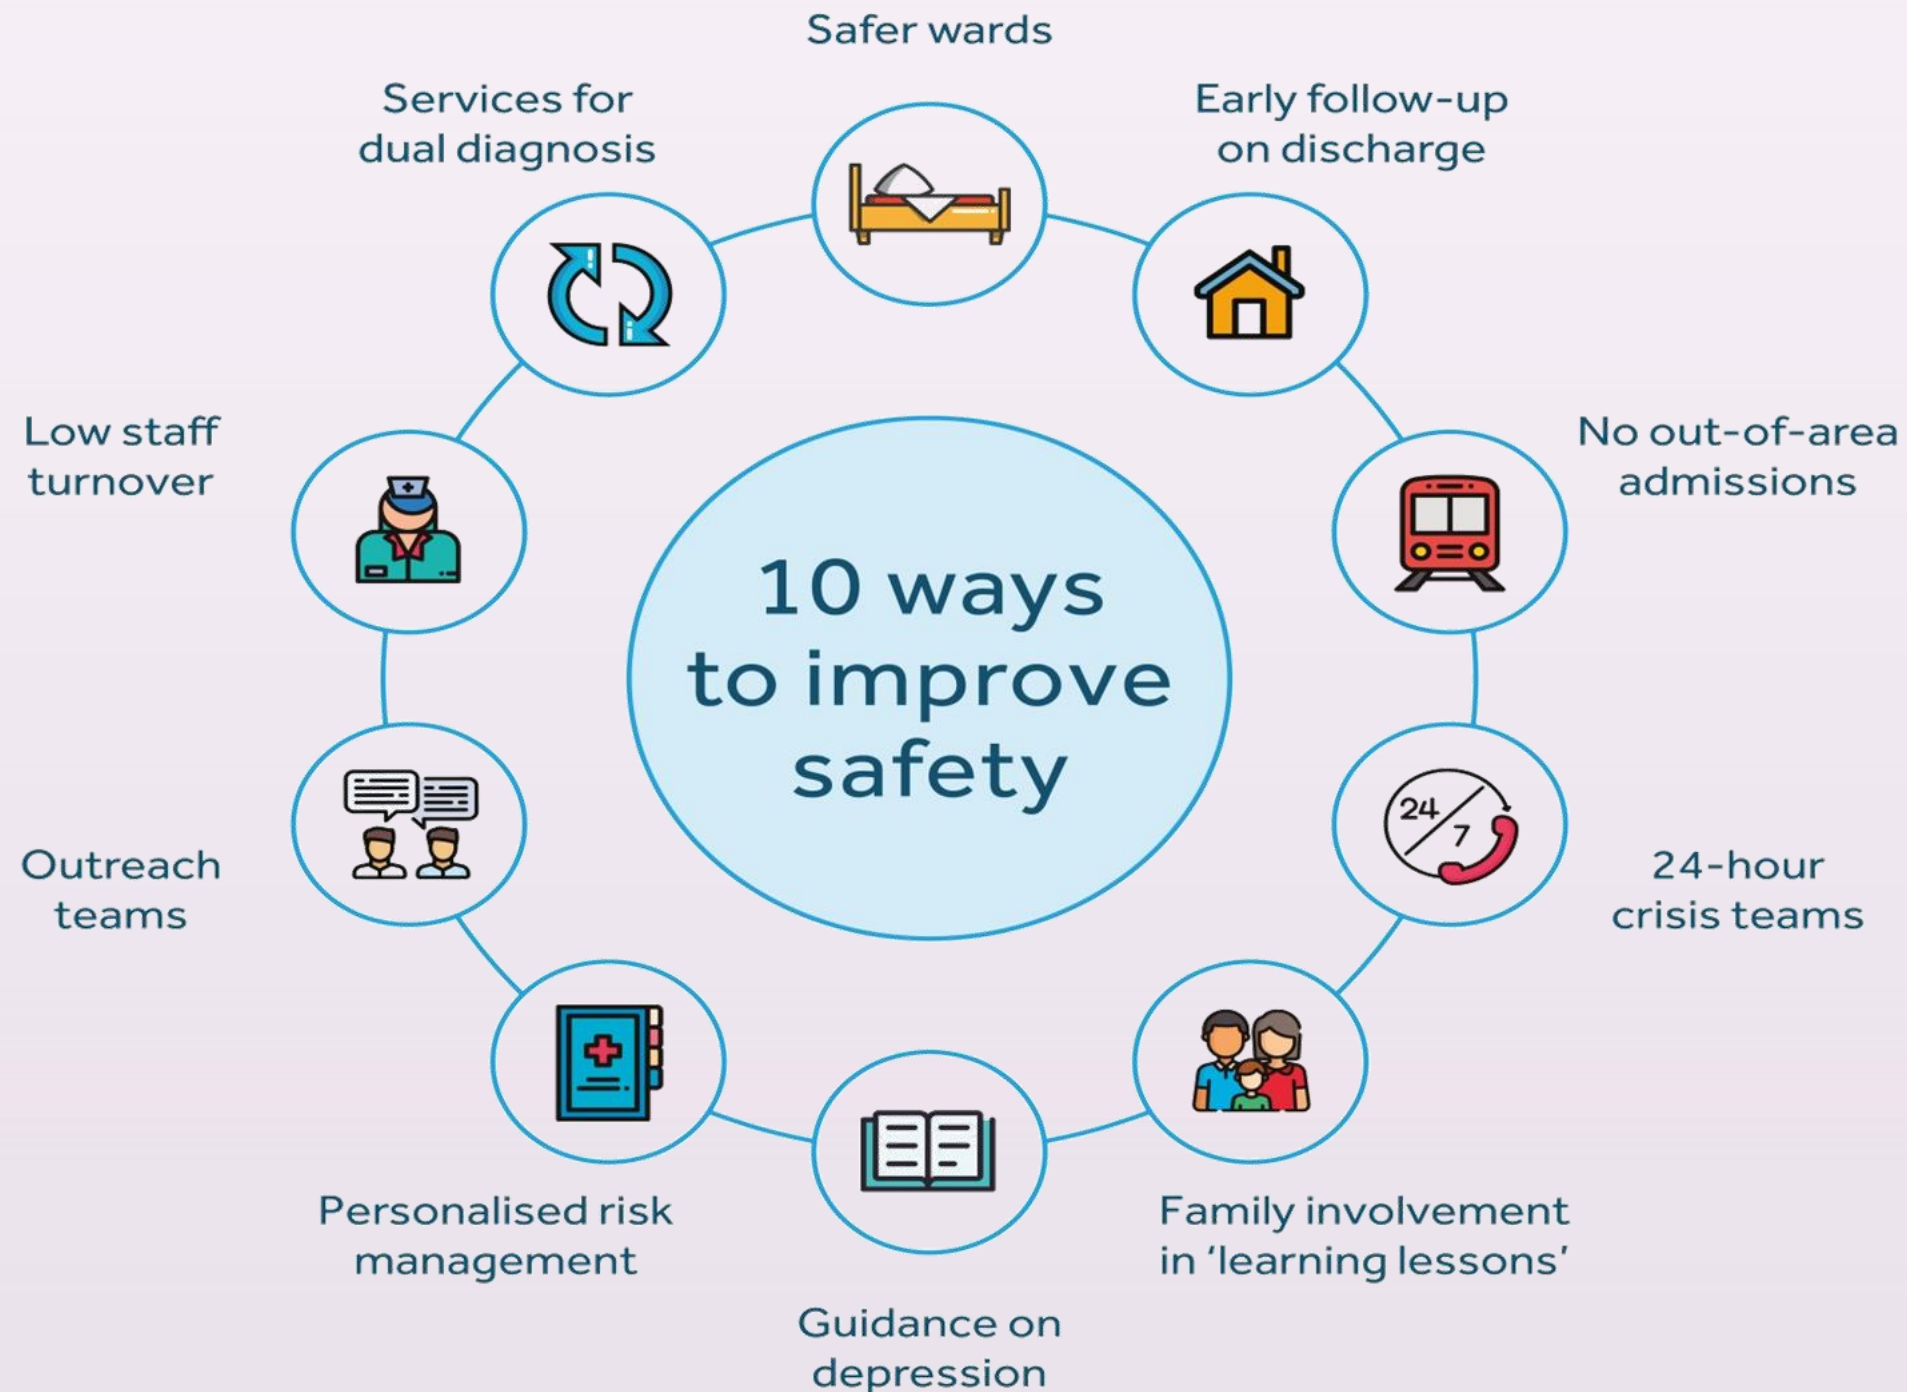 Safer wards
Early follow-up
on discharge
No out-of-area
admissions
24-hour
crisis teams
Family involvement
in ‘learning lessons’
Guidance on
depression
Personalised risk
management
Outreach
teams
Low staff
turnover
Services for
dual diagnosis
10 ways
to improve
safety
24
7